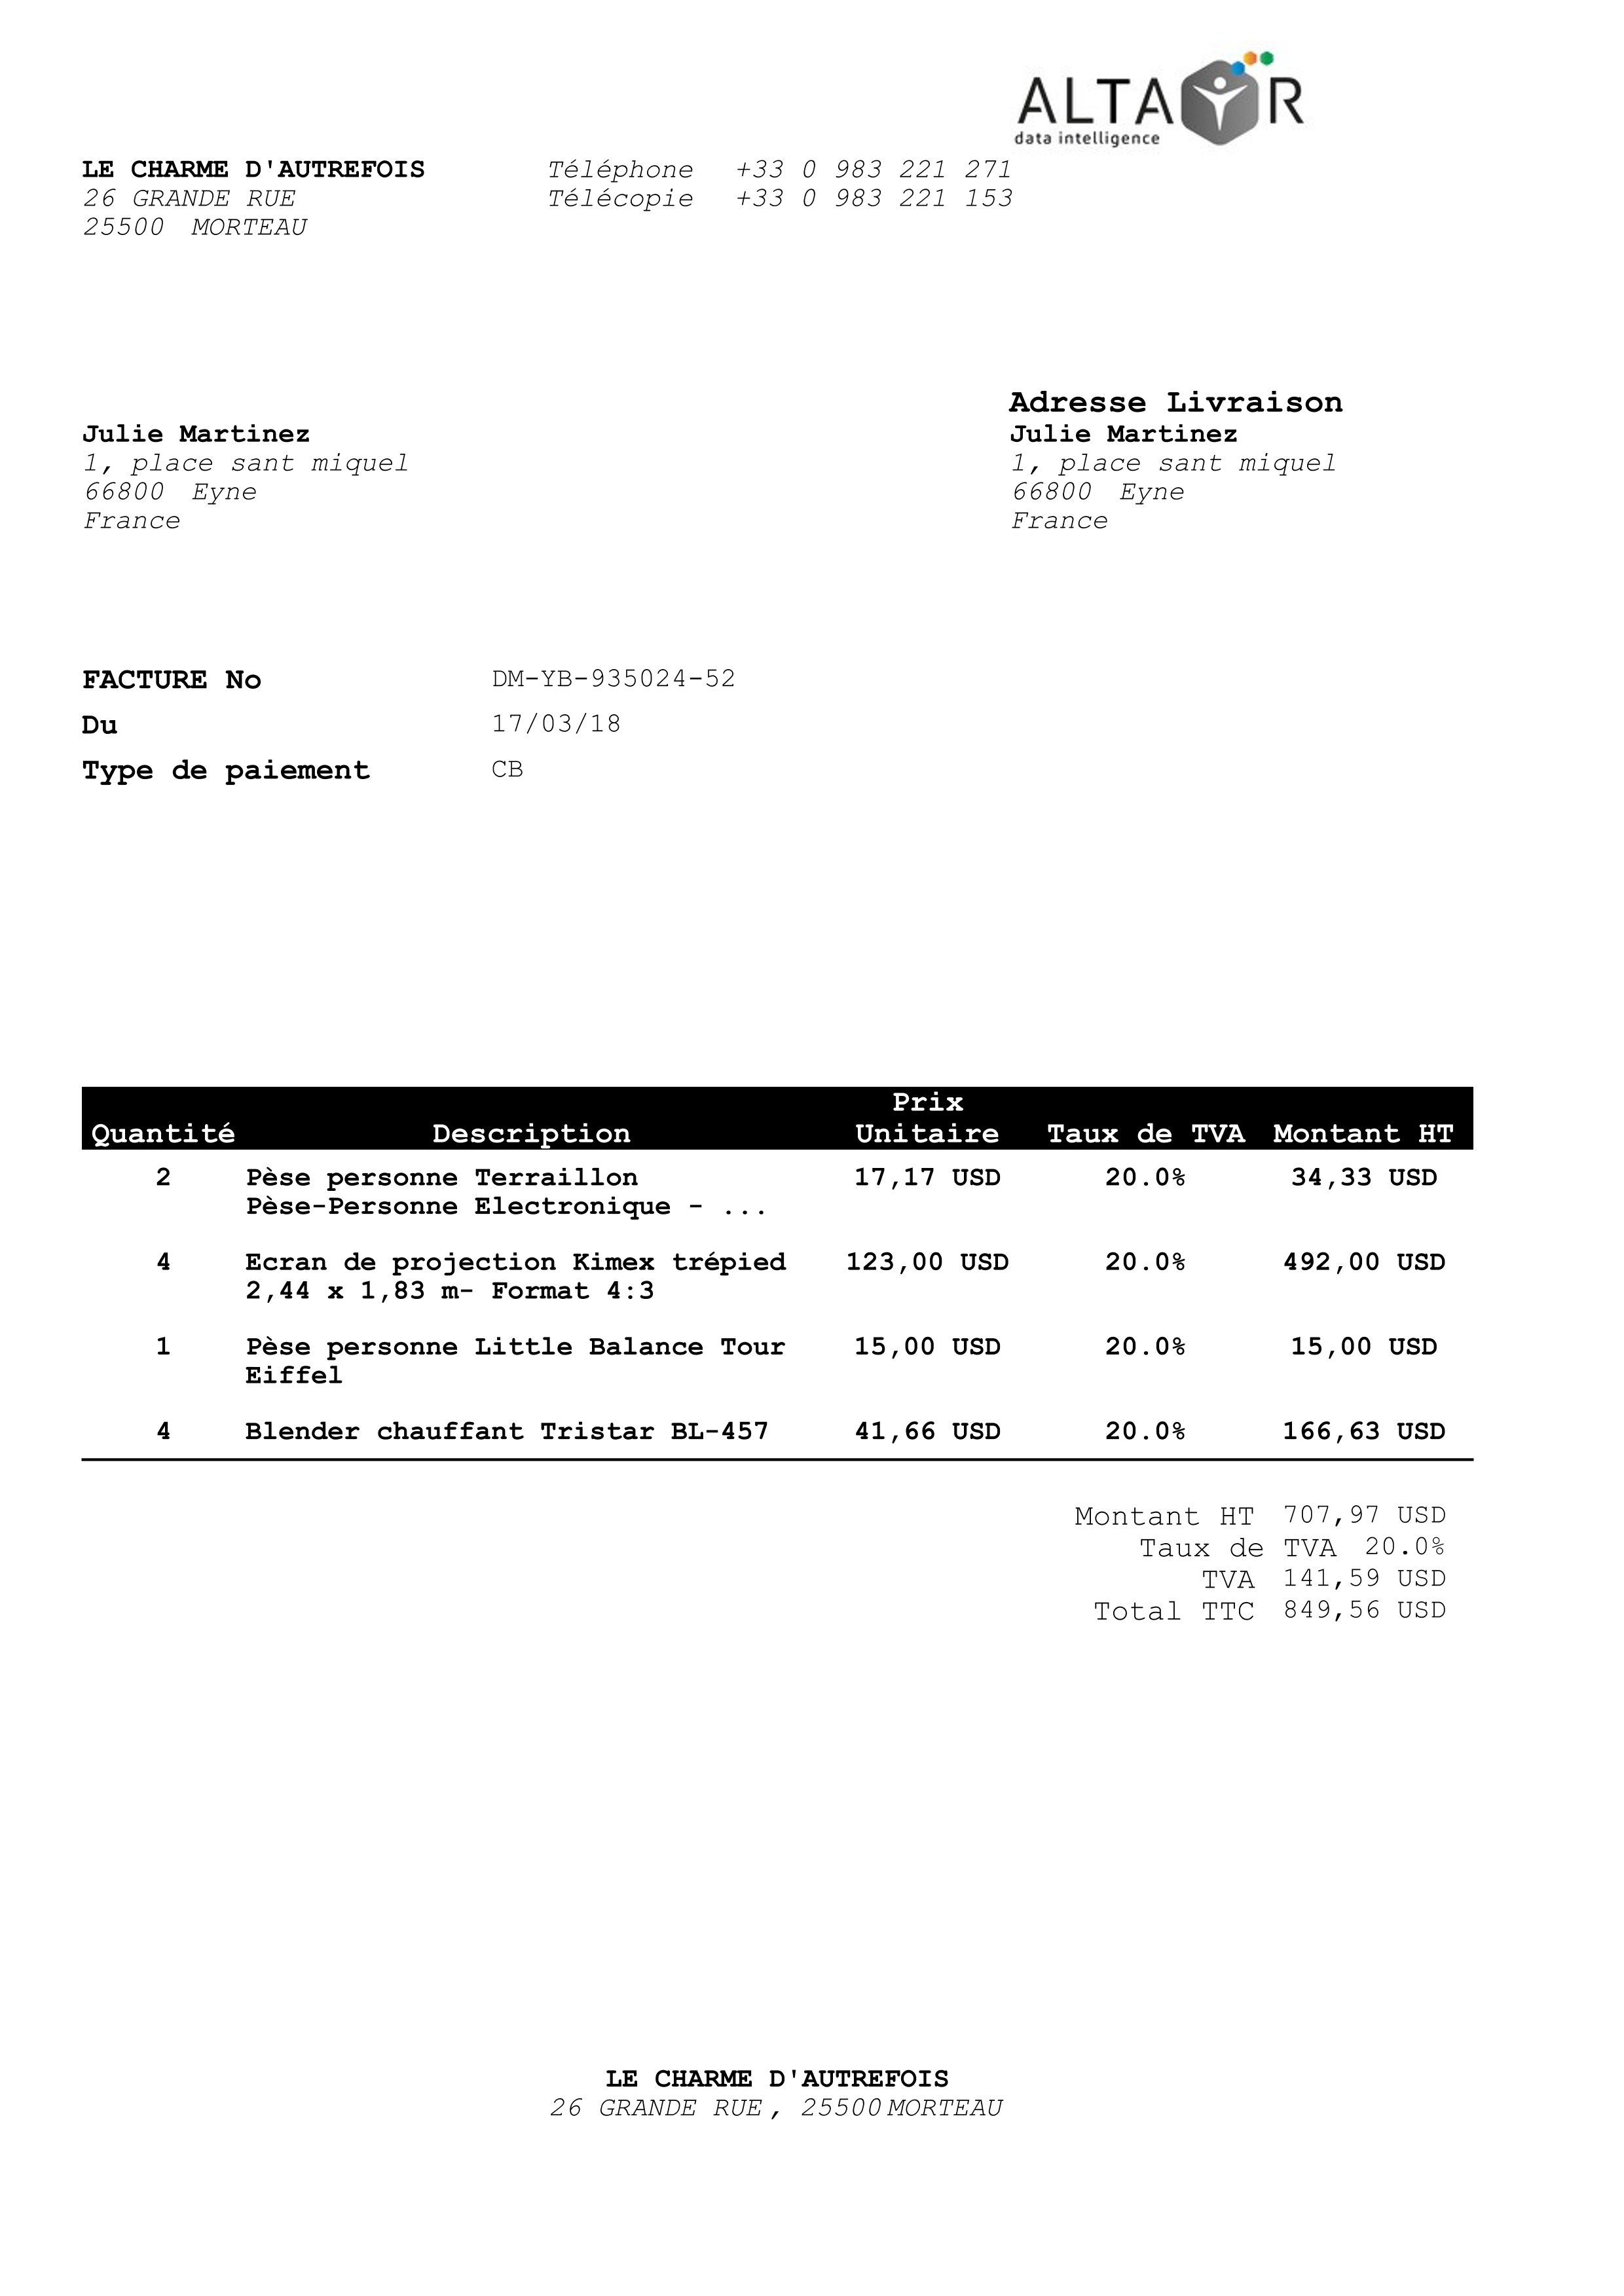 ALTAYR
data intelligence
LE CHARME D'AUTREFOIS
26 GRANDE RUE
25500 MORTEAU
Téléphone +33 0 983 221 271
Télécopie +33 0 983 221 153
Julie Martinez
1, place sant miquel
66800 Eyne
France
Adresse Livraison
Julie Martinez
1, place sant miquel
66800 Eyne
France
FACTURE No DM-YB-935024-52
Du 17/03/18
Type de paiement CB
Quantité Description Prix Unitaire Taux de TVA Montant HT
2 Pèse personne Terraillon 17,17 USD 20.0% 34,33 USD
Pèse-Personne Electronique - ...
4 Ecran de projection Kimex trépied 123,00 USD 20.0% 492,00 USD
2,44 x 1,83 m- Format 4:3
1 Pèse personne Little Balance Tour 15,00 USD 20.0% 15,00 USD
Eiffel
4 Blender chauffant Tristar BL-457 41,66 USD 20.0% 166,63 USD
Montant HT 707,97 USD
Taux de TVA 20.0%
TVA 141,59 USD
Total TTC 849,56 USD
LE CHARME D'AUTREFOIS
26 GRANDE RUE , 25500 MORTEAU